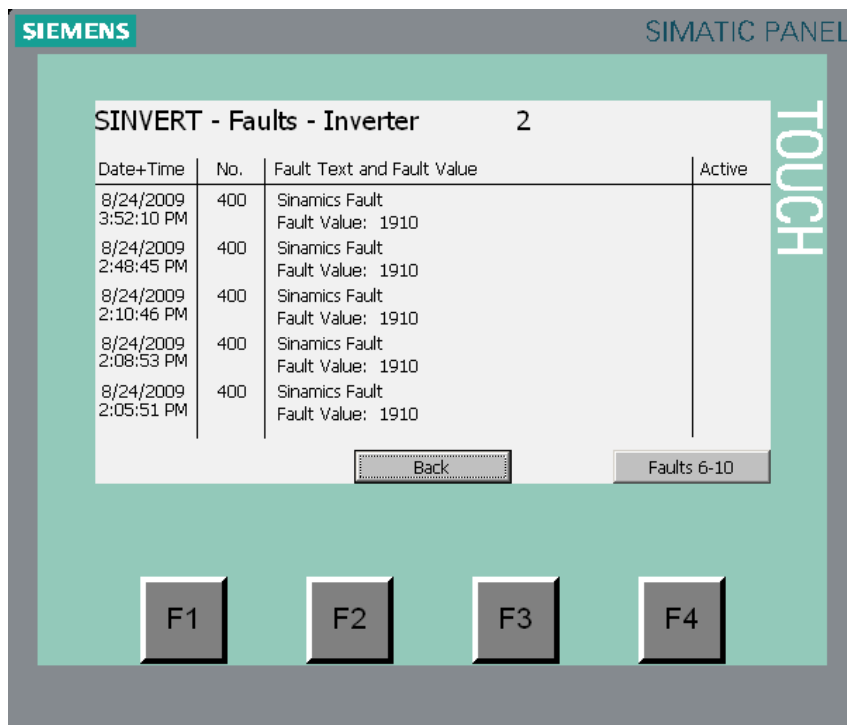 SIEMENS
SIMATIC PANEL
TOUCH
SINVERT - Faults - Inverter 2
Date+Time No. Fault Text and Fault Value Active
8/24/2009 400 Sinamics Fault
3:52:10 PM Fault Value: 1910
8/24/2009 400 Sinamics Fault
2:48:45 PM Fault Value: 1910
8/24/2009 400 Sinamics Fault
2:10:46 PM Fault Value: 1910
8/24/2009 400 Sinamics Fault
2:08:53 PM Fault Value: 1910
8/24/2009 400 Sinamics Fault
2:05:51 PM Fault Value: 1910
Back Faults 6-10
F1 F2 F3 F4